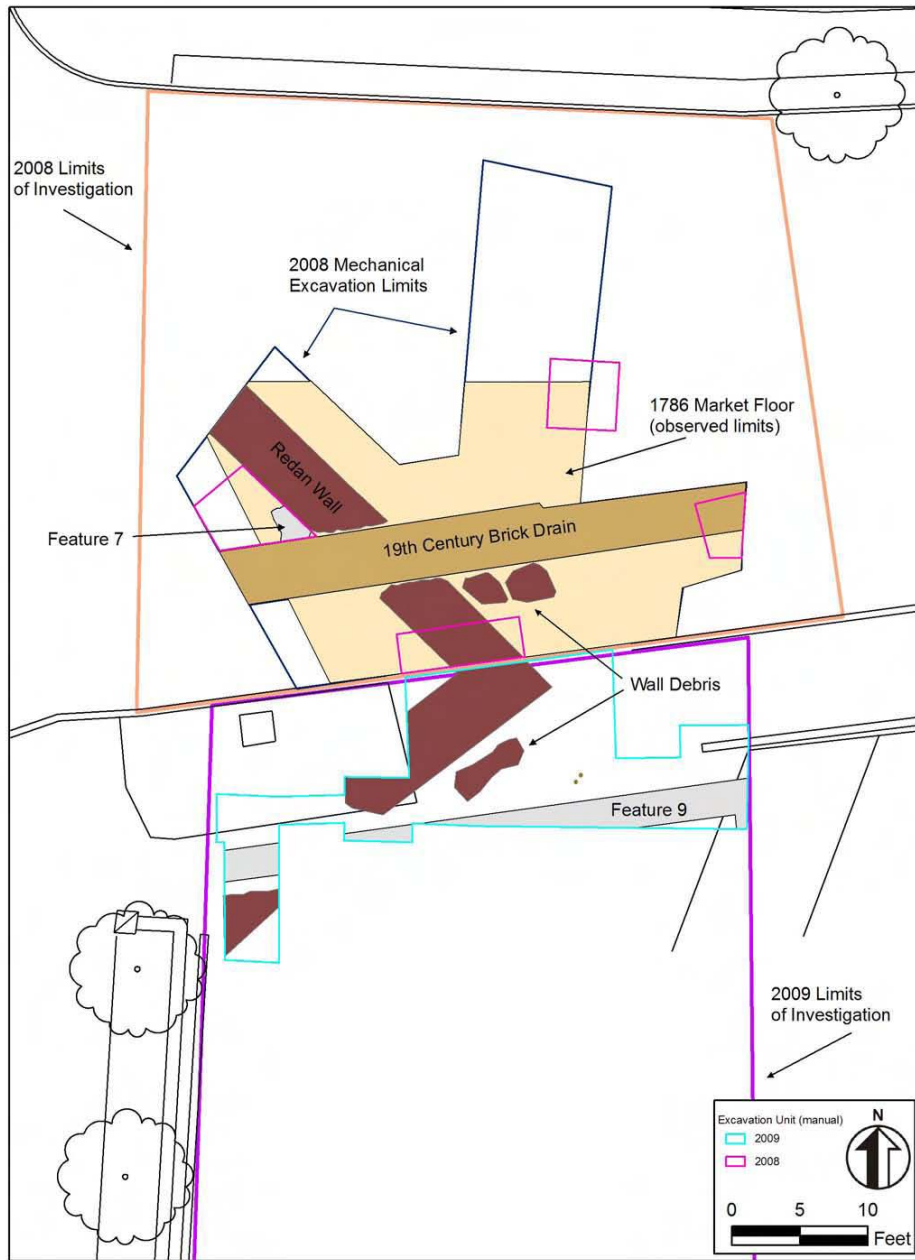 2008 Limits
of Investigation
2008 Mechanical
Excavation Limits
1786 Market Floor
(observed limits)
Redan Wall
Feature 7
19th Century Brick Drain
Wall Debris
Feature 9
2009 Limits
of Investigation
Excavation Unit (manual)
2009
2008
N
0 5 10
Feet